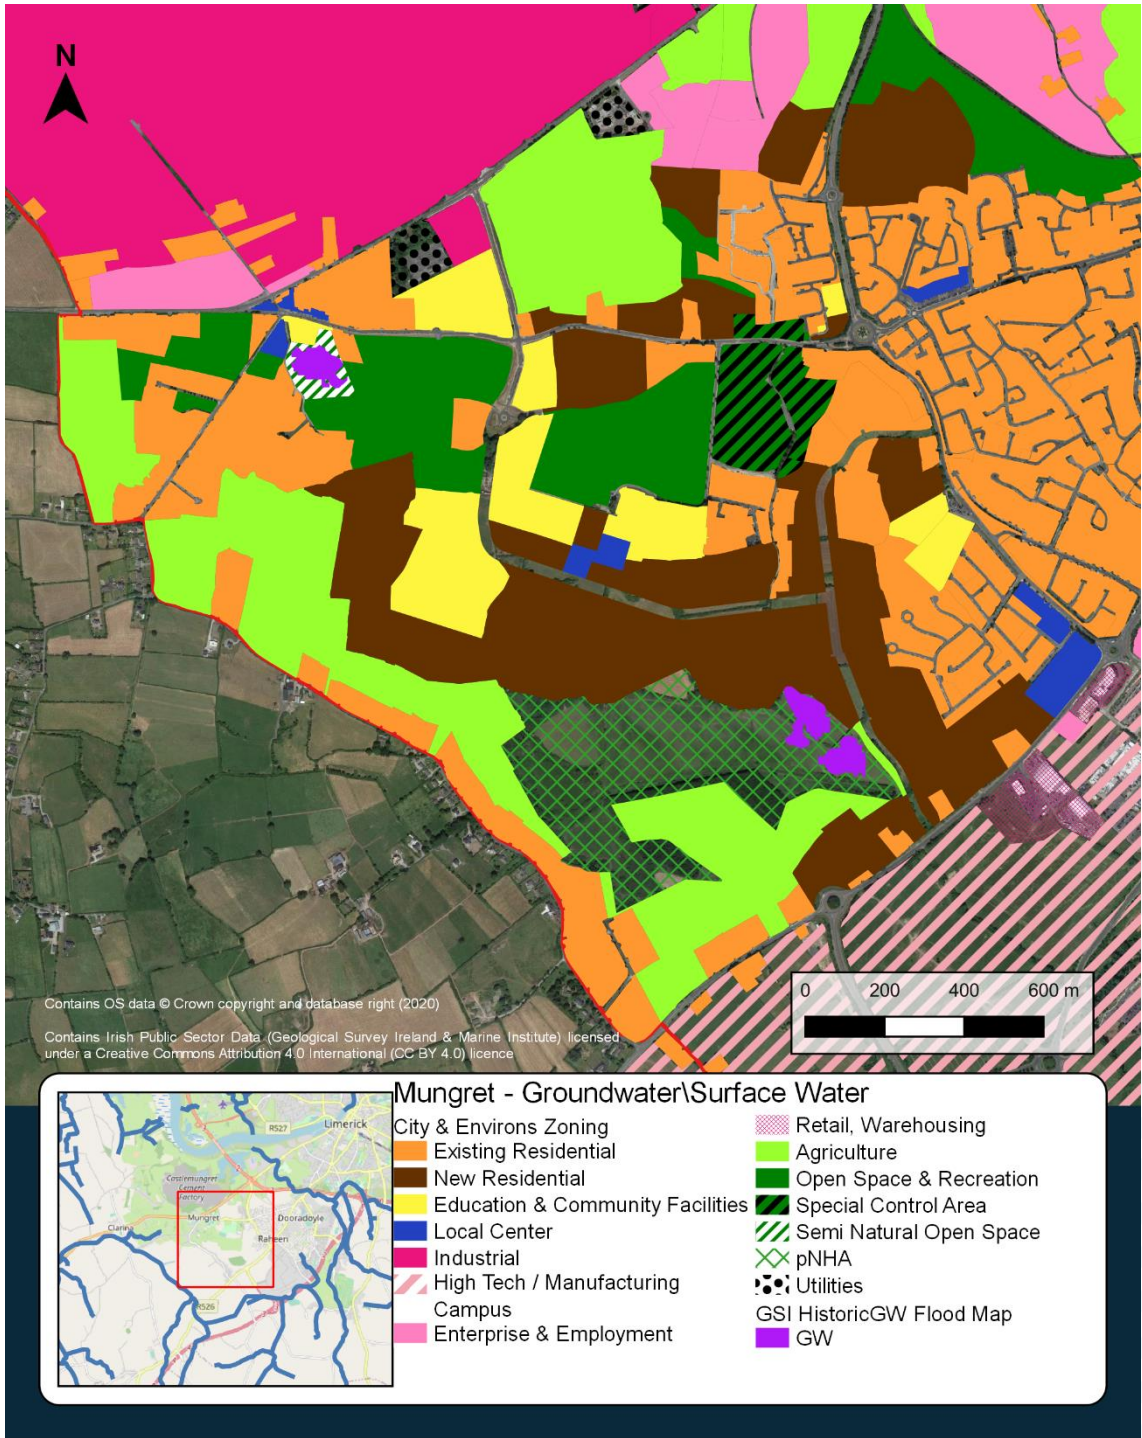 N
0 200 400 600 m
Contains OS data © Crown copyright and database right (2020)
Contains Irish Public Sector Data (Geological Survey Ireland & Marine Institute) licensed
under a Creative Commons Attribution 4.0 International (CC BY 4.0) licence
Mungret - Groundwater\Surface Water
City & Environs Zoning
Existing Residential
New Residential
Education & Community Facilities
Local Center
Industrial
High Tech / Manufacturing
Campus
Enterprise & Employment
Retail, Warehousing
Agriculture
Open Space & Recreation
Special Control Area
Semi Natural Open Space
pNHA
Utilities
GSI HistoricGW Flood Map
GW
R527
Limerick
Castlemungret
Cement
Factory
Mungret
Clarina
Dooradoyle
Raheen
R526